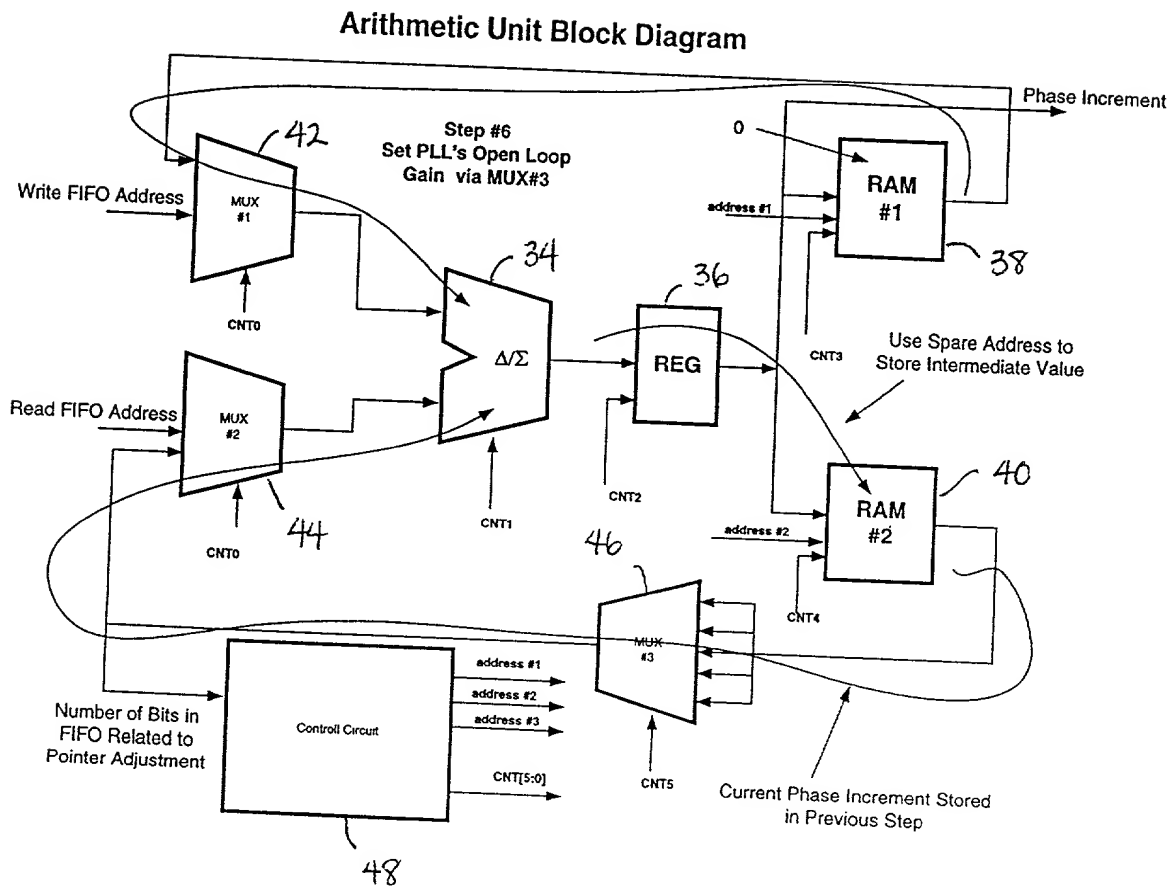 Arithmetic Unit Block Diagram
Phase Increment
Step #6
Set PLL's Open Loop
Gain via MUX#3
42
0
RAM
#1
Write FIFO Address
MUX
#1
address #1
38
34
36
CNT0
CNT3
Δ/Σ
REG
Use Spare Address to
Store Intermediate Value
Read FIFO Address
MUX
#2
40
RAM
#2
CNT2
CNT1
44
CNT0
46
address #2
CNT4
MUX
#3
address #1
address #2
address #3
Number of Bits in
FIFO Related to
Pointer Adjustment
Controll Circuit
CNT[5:0]
CNT5
Current Phase Increment Stored
in Previous Step
48